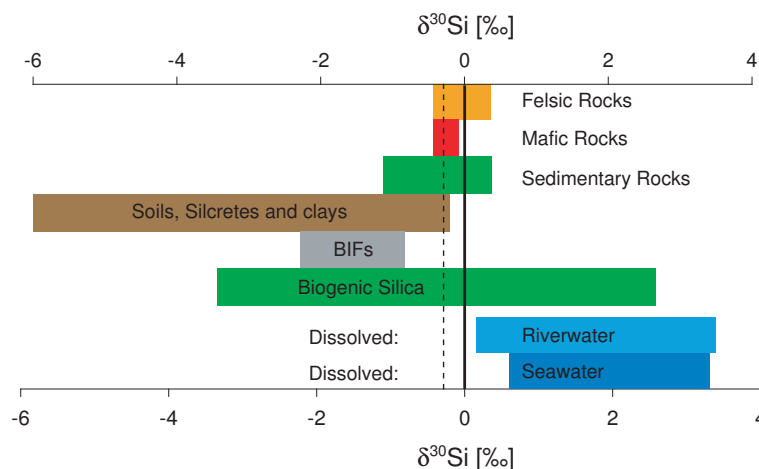 δ³⁰Si [‰]
-6 -4 -2 0 2 4
Felsic Rocks
Mafic Rocks
Sedimentary Rocks
Soils, Silcretes and clays
BIFs
Biogenic Silica
Dissolved: Riverwater
Dissolved: Seawater
-6 -4 -2 0 2 4
δ³⁰Si [‰]